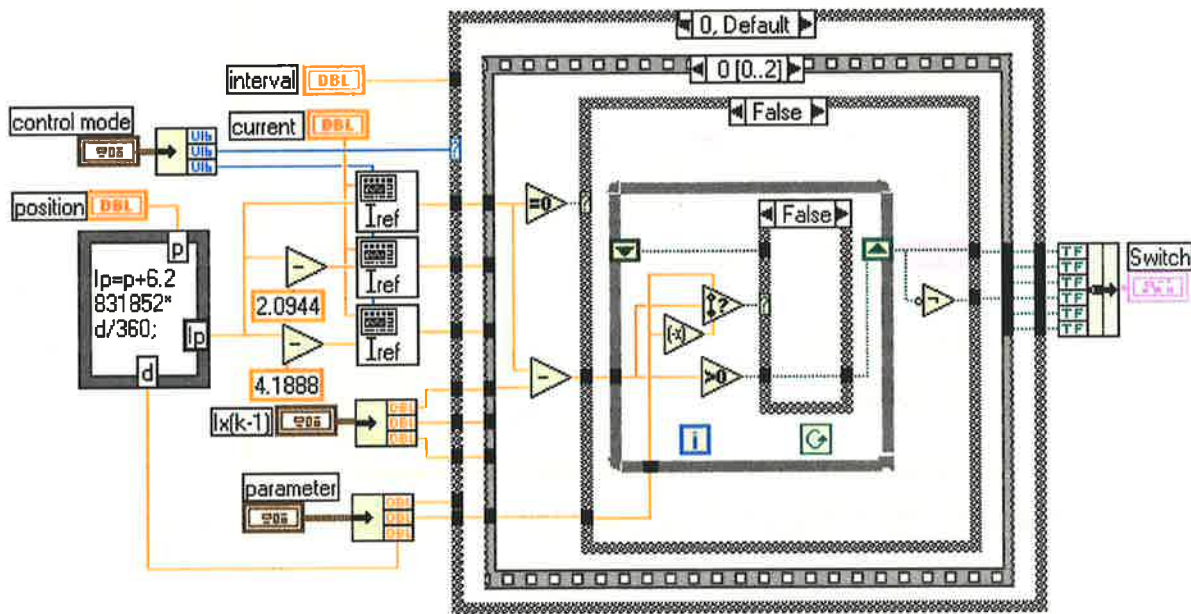 0, Default
0 [0..2]
False
False
interval
DBL
current
DBL
control mode
U16
U16
U16
?
position
DBL
p
lp=p+6.2
831852*
d/360;
lp
d
Iref
Iref
Iref
-
2.0944
-
4.1888
=0
?
-
(-x)
?
?
>0
i
Ix(k-1)
DBL
DBL
DBL
parameter
DBL
DBL
DBL
TF
TF
TF
TF
TF
TF
Switch